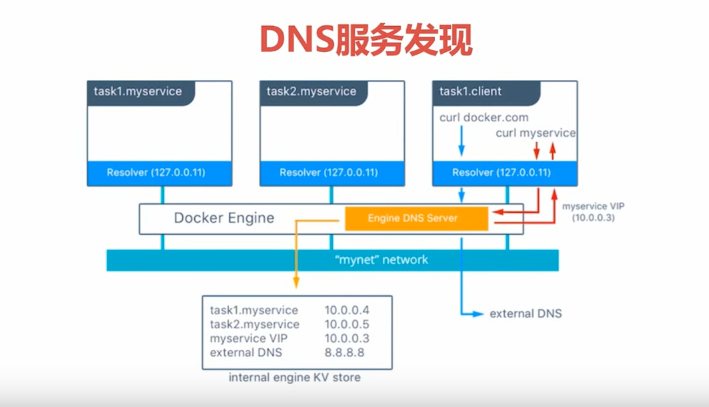 DNS服务发现
task1.myservice
task2.myservice
task1.client
curl docker.com
curl myservice
Resolver (127.0.0.11)
Resolver (127.0.0.11)
Resolver (127.0.0.11)
myservice VIP
(10.0.0.3)
Docker Engine
Engine DNS Server
"mynet" network
task1.myservice 10.0.0.4
task2.myservice 10.0.0.5
myservice VIP 10.0.0.3
external DNS 8.8.8.8
external DNS
internal engine KV store